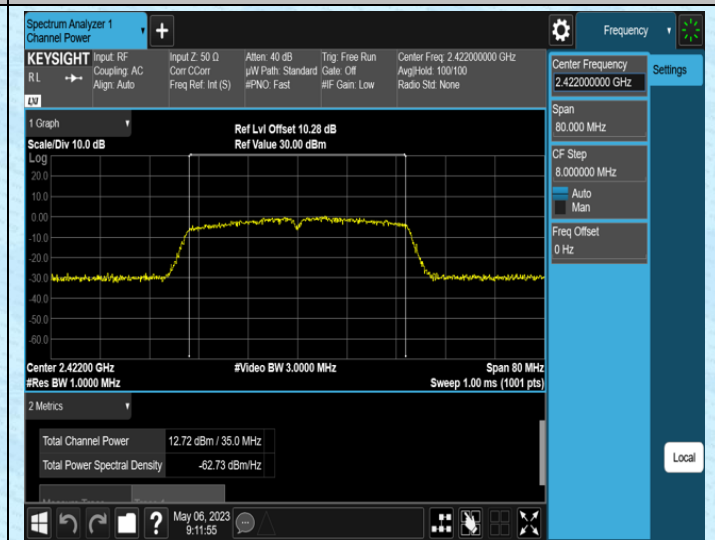 Spectrum Analyzer 1
Channel Power
+
Frequency
KEYSIGHT
R L
LXI
Input: RF
Coupling: AC
Align: Auto
Input Z: 50 Ω
Corr CCorr
Freq Ref: Int (S)
Atten: 40 dB
µW Path: Standard
#PNO: Fast
Trig: Free Run
Gate: Off
#IF Gain: Low
Center Freq: 2.422000000 GHz
Avg|Hold: 100/100
Radio Std: None
Center Frequency
2.422000000 GHz
Settings
Span
80.000 MHz
CF Step
8.000000 MHz
Auto
Man
Freq Offset
0 Hz
1 Graph
Scale/Div 10.0 dB
Ref Lvl Offset 10.28 dB
Ref Value 30.00 dBm
Log
20.0
10.0
0.00
-10.0
-20.0
-30.0
-40.0
-50.0
-60.0
Center 2.42200 GHz
#Res BW 1.0000 MHz
#Video BW 3.0000 MHz
Span 80 MHz
Sweep 1.00 ms (1001 pts)
2 Metrics
Total Channel Power 12.72 dBm / 35.0 MHz
Total Power Spectral Density -62.73 dBm/Hz
Local
?
May 06, 2023
9:11:55